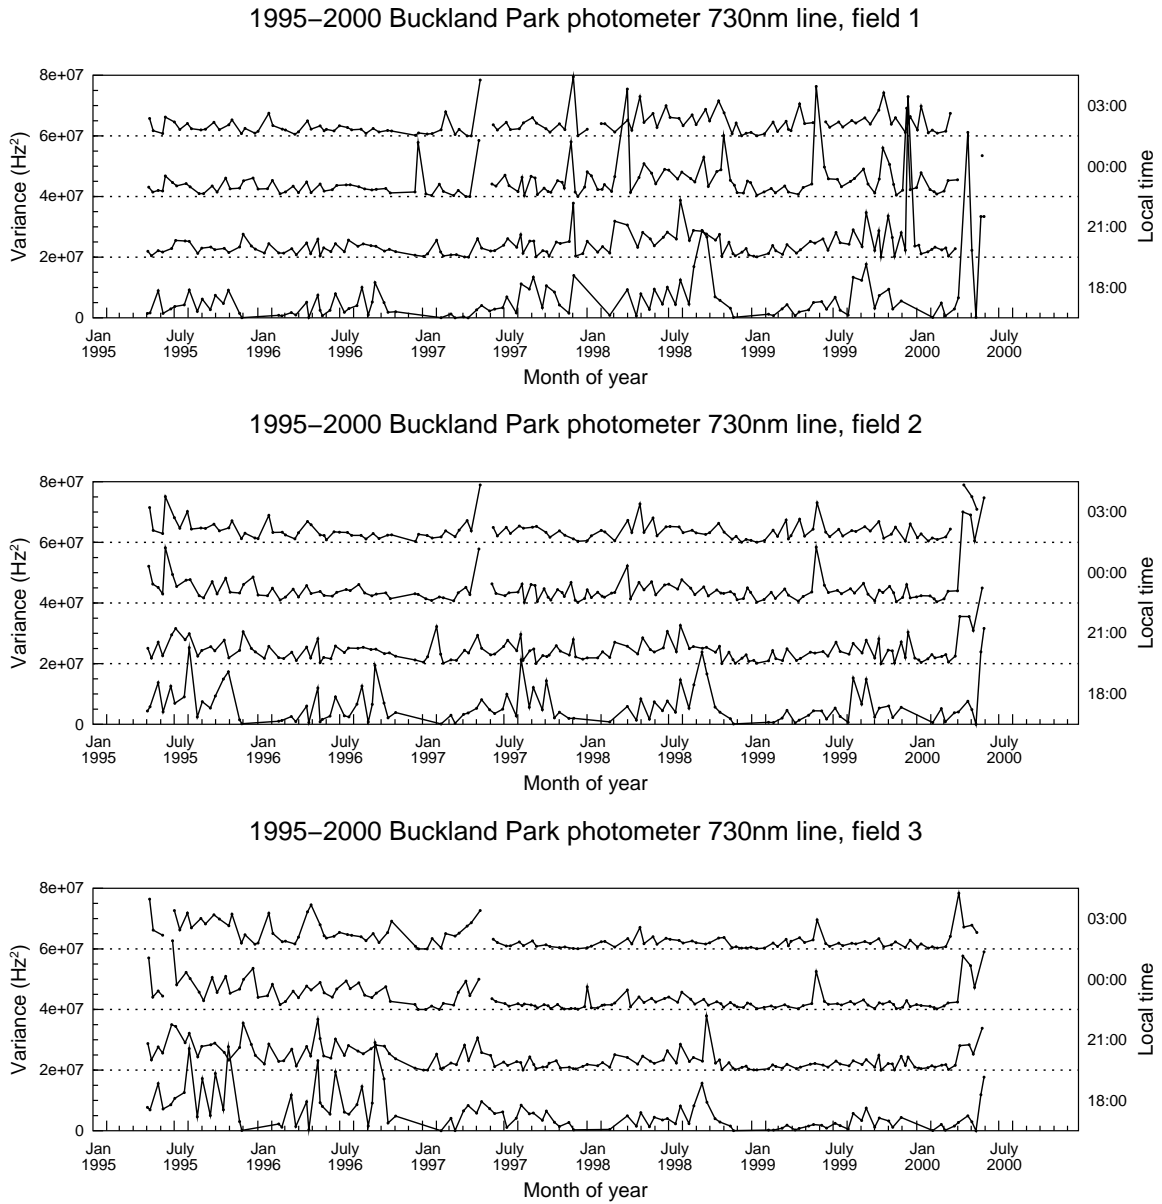 1995−2000 Buckland Park photometer 730nm line, field 1
8e+07
6e+07
4e+07
2e+07
0
Variance (Hz²)
03:00
00:00
21:00
18:00
Local time
Jan July Jan July Jan July Jan July Jan July Jan July
1995 1995 1996 1996 1997 1997 1998 1998 1999 1999 2000 2000
Month of year
1995−2000 Buckland Park photometer 730nm line, field 2
8e+07
6e+07
4e+07
2e+07
0
Variance (Hz²)
03:00
00:00
21:00
18:00
Local time
Jan July Jan July Jan July Jan July Jan July Jan July
1995 1995 1996 1996 1997 1997 1998 1998 1999 1999 2000 2000
Month of year
1995−2000 Buckland Park photometer 730nm line, field 3
8e+07
6e+07
4e+07
2e+07
0
Variance (Hz²)
03:00
00:00
21:00
18:00
Local time
Jan July Jan July Jan July Jan July Jan July Jan July
1995 1995 1996 1996 1997 1997 1998 1998 1999 1999 2000 2000
Month of year